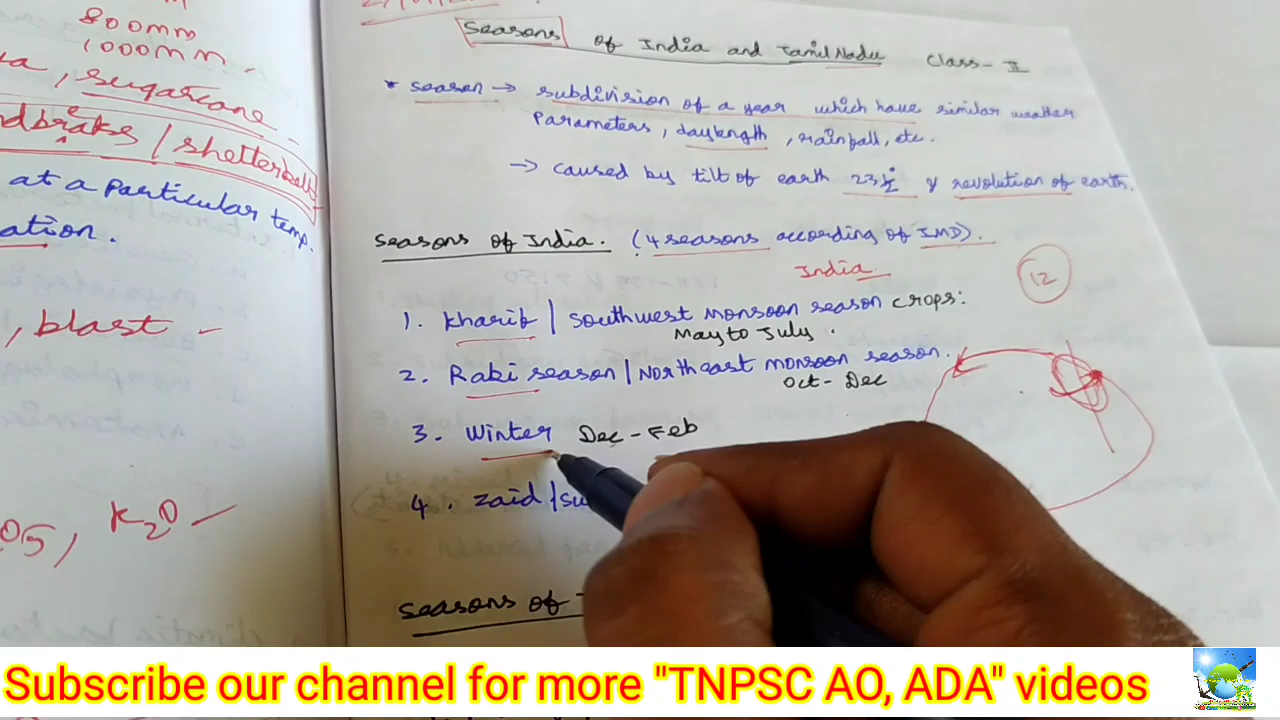 800mm
1000mm
, sugarcane
/ shelterbelts
at a Particular temp.
ation.
, blast
K2O
Seasons of India and Tamil Nadu Class - II
* Season → subdivision of a year which have similar weather
Parameters, daylength, rainfall, etc.
→ caused by tilt of earth 23½° & revolution of earth.
Seasons of India. (4 seasons according of IMD).
India
12
1. Kharif / Southwest monsoon season crops:
May to July.
2. Rabi season / Northeast monsoon season.
Oct - Dec
3. Winter Dec - Feb
4. Zaid / Su
Seasons of
Subscribe our channel for more "TNPSC AO, ADA" videos